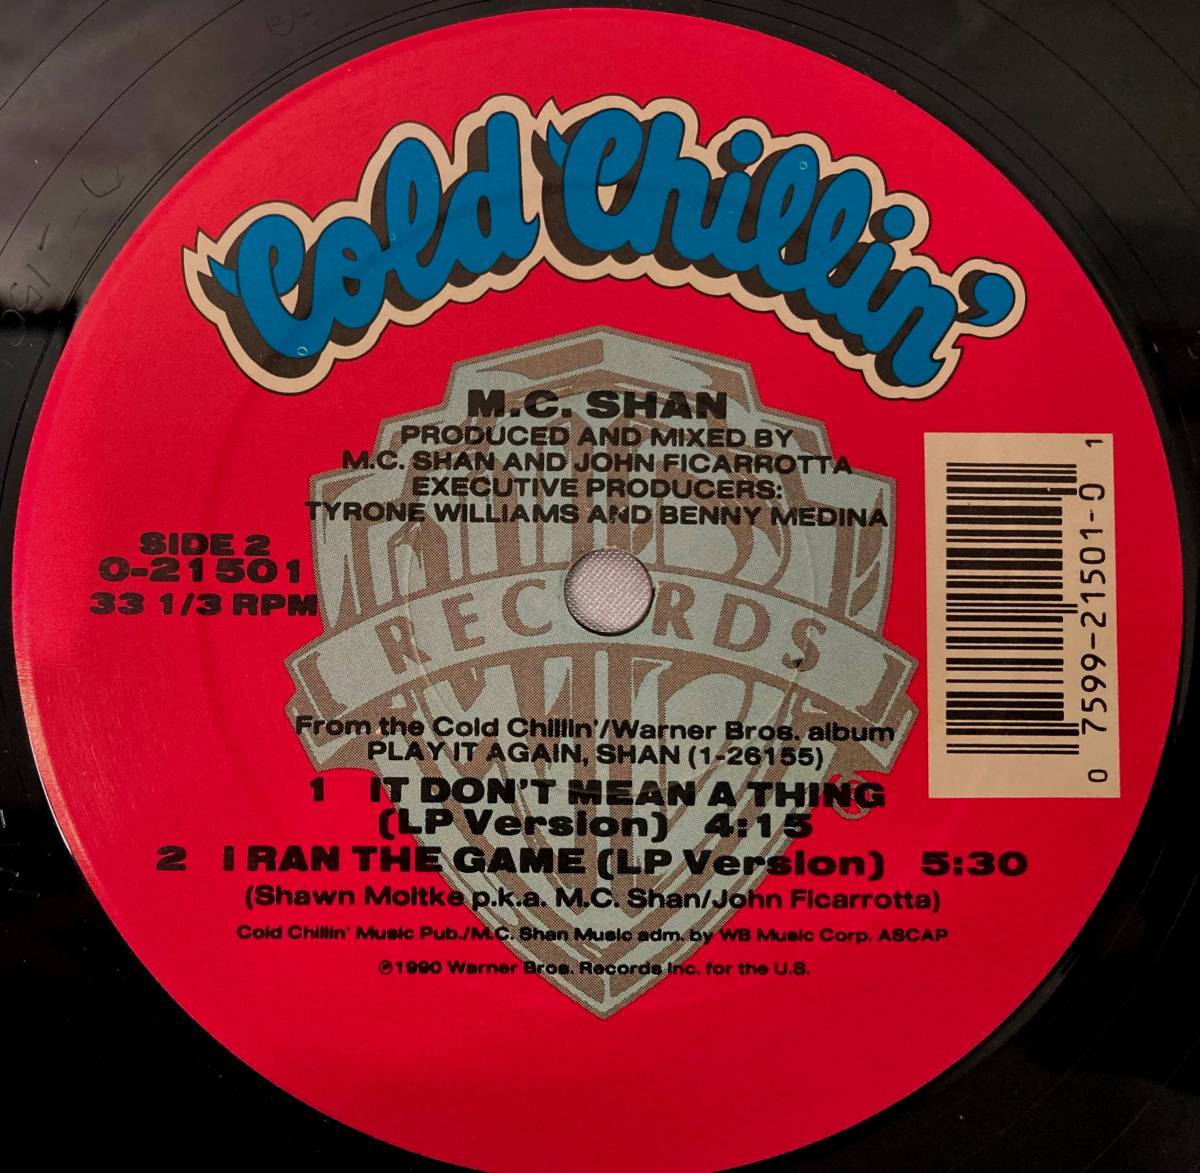 Cold Chillin'
M.C. SHAN
PRODUCED AND MIXED BY
M.C. SHAN AND JOHN FICARROTTA
EXECUTIVE PRODUCERS:
TYRONE WILLIAMS AND BENNY MEDINA
SIDE 2
0-21501
33 1/3 RPM
RECORDS
0 7599-21501-0 1
From the Cold Chillin'/Warner Bros. album
PLAY IT AGAIN, SHAN (1-26155)
1 IT DON'T MEAN A THING
(LP Version) 4:15
2 I RAN THE GAME (LP Version) 5:30
(Shawn Moltke p.k.a. M.C. Shan/John Ficarrotta)
Cold Chillin' Music Pub./M.C. Shan Music adm. by WB Music Corp. ASCAP
℗1990 Warner Bros. Records Inc. for the U.S.